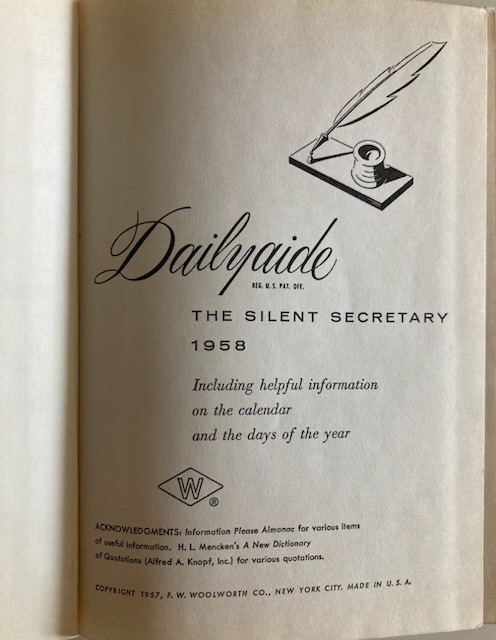 Dailyaide
REG. U.S. PAT. OFF.
THE SILENT SECRETARY
1958
Including helpful information
on the calendar
and the days of the year
W
®
ACKNOWLEDGMENTS: Information Please Almanac for various items
of useful information. H. L. Mencken's A New Dictionary
of Quotations (Alfred A. Knopf, Inc.) for various quotations.
COPYRIGHT 1957, F. W. WOOLWORTH CO., NEW YORK CITY. MADE IN U. S. A.